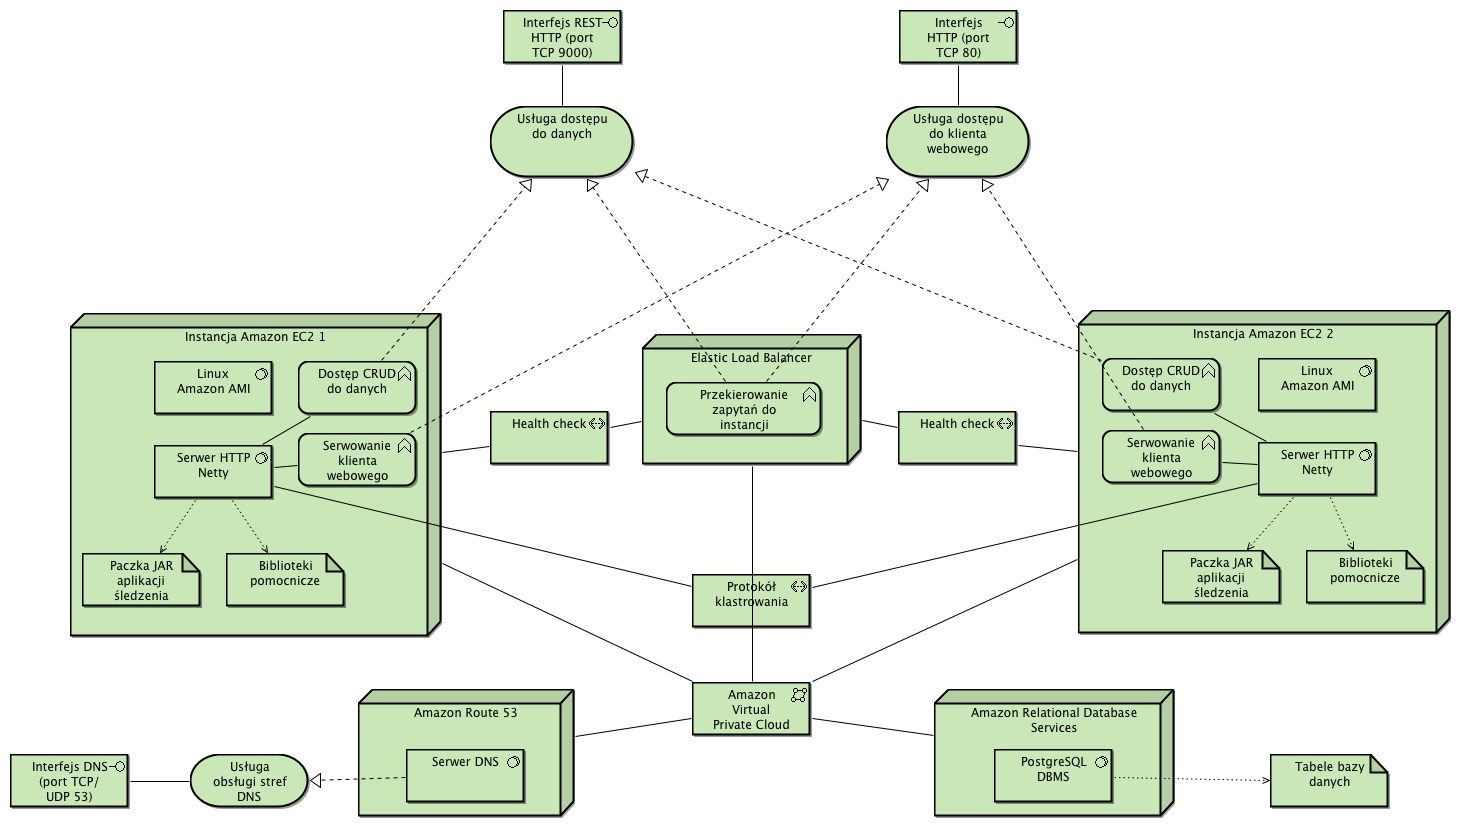 Interfejs REST
HTTP (port
TCP 9000)
Interfejs
HTTP (port
TCP 80)
Usługa dostępu
do danych
Usługa dostępu
do klienta
webowego
Instancja Amazon EC2 1
Linux
Amazon AMI
Dostęp CRUD
do danych
Serwer HTTP
Netty
Serwowanie
klienta
webowego
Paczka JAR
aplikacji
śledzenia
Biblioteki
pomocnicze
Health check
Elastic Load Balancer
Przekierowanie
zapytań do
instancji
Health check
Instancja Amazon EC2 2
Dostęp CRUD
do danych
Linux
Amazon AMI
Serwowanie
klienta
webowego
Serwer HTTP
Netty
Paczka JAR
aplikacji
śledzenia
Biblioteki
pomocnicze
Protokół
klastrowania
Amazon
Virtual
Private Cloud
Amazon Route 53
Serwer DNS
Interfejs DNS
(port TCP/
UDP 53)
Usługa
obsługi stref
DNS
Amazon Relational Database
Services
PostgreSQL
DBMS
Tabele bazy
danych